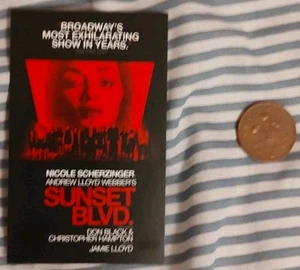 BROADWAY'S
MOST EXHILARATING
SHOW IN YEARS.
NICOLE SCHERZINGER
ANDREW LLOYD WEBBER'S
SUNSET
BLVD.
DON BLACK &
CHRISTOPHER HAMPTON
JAMIE LLOYD